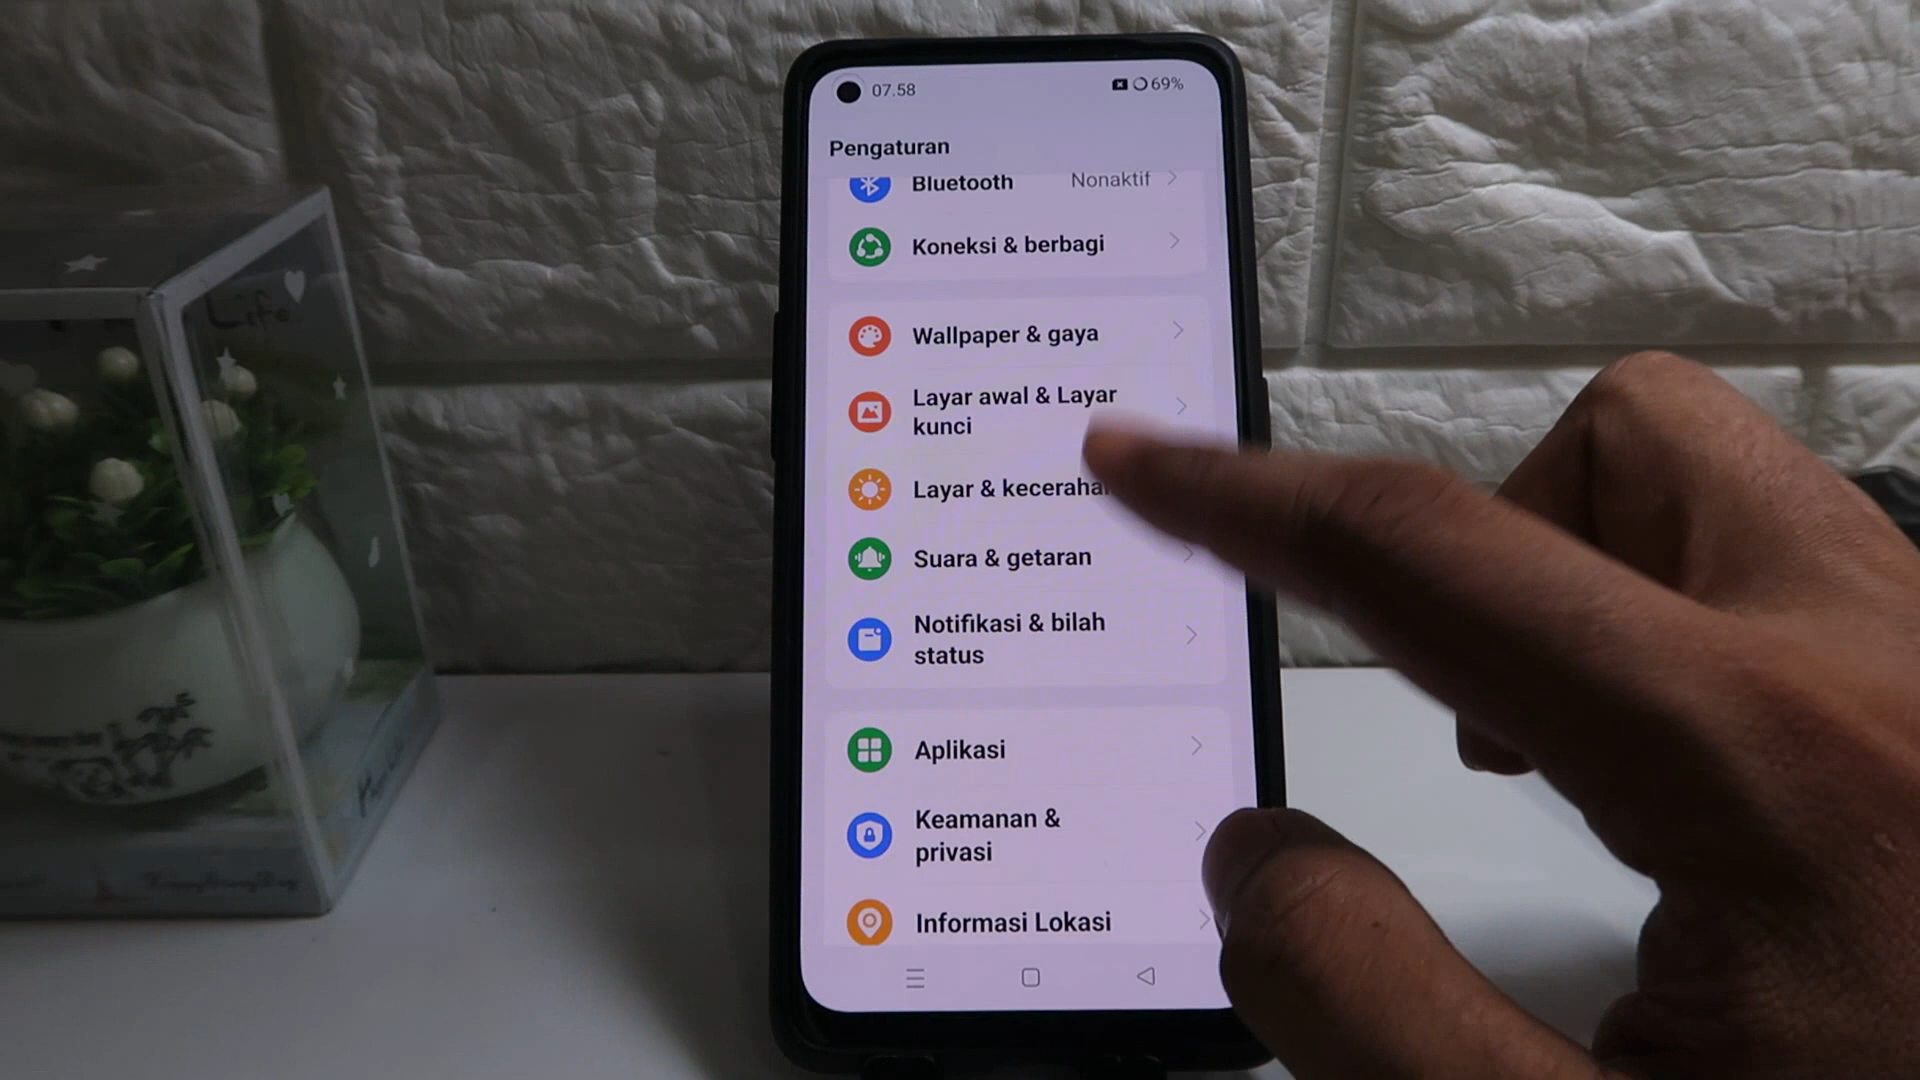 07.58
69%
Pengaturan
Bluetooth Nonaktif
Koneksi & berbagi
Wallpaper & gaya
Layar awal & Layar
kunci
Layar & kecerahan
Suara & getaran
Notifikasi & bilah
status
Aplikasi
Keamanan &
privasi
Informasi Lokasi
Life